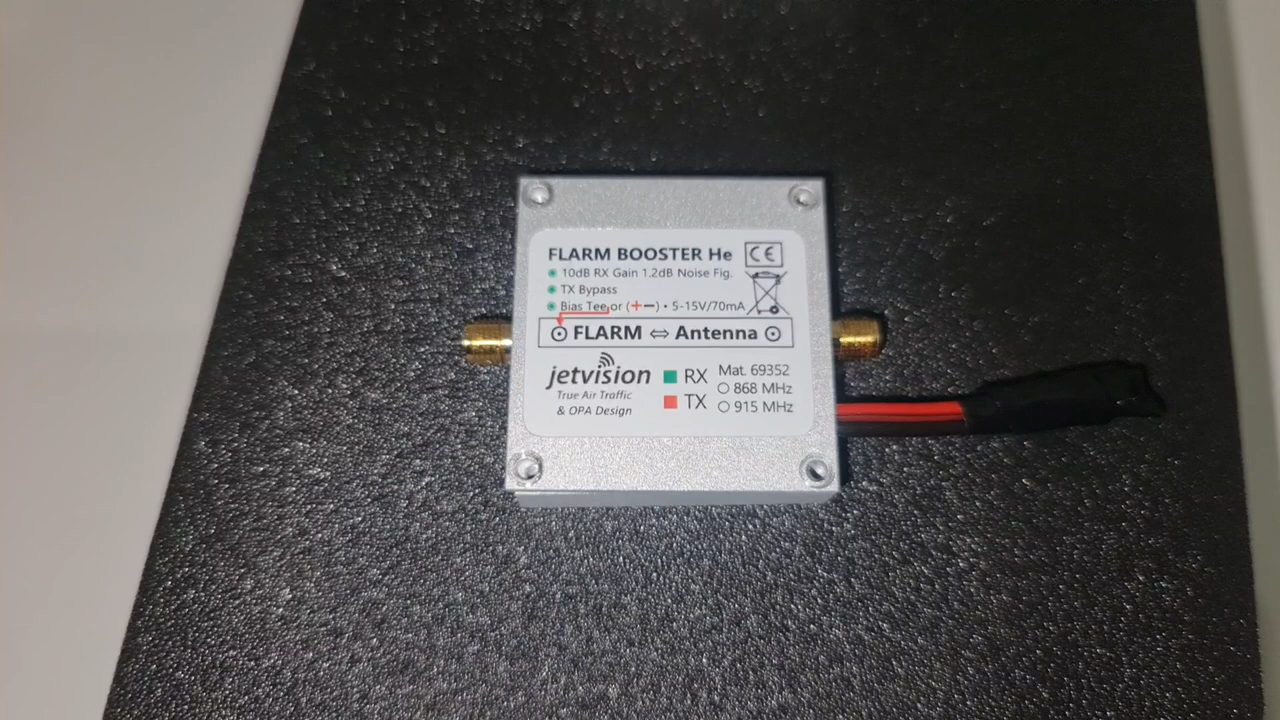 FLARM BOOSTER He CE
10dB RX Gain 1.2dB Noise Fig.
TX Bypass
Bias Tee or (+−) • 5-15V/70mA
FLARM ⇔ Antenna
jetvision
True Air Traffic
& OPA Design
RX
TX
Mat. 69352
868 MHz
915 MHz